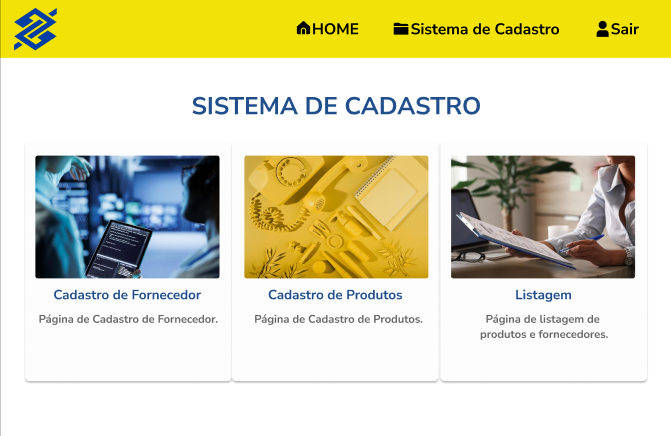 HOME
Sistema de Cadastro
Sair
SISTEMA DE CADASTRO
Cadastro de Fornecedor
Página de Cadastro de Fornecedor.
Cadastro de Produtos
Página de Cadastro de Produtos.
Listagem
Página de listagem de
produtos e fornecedores.